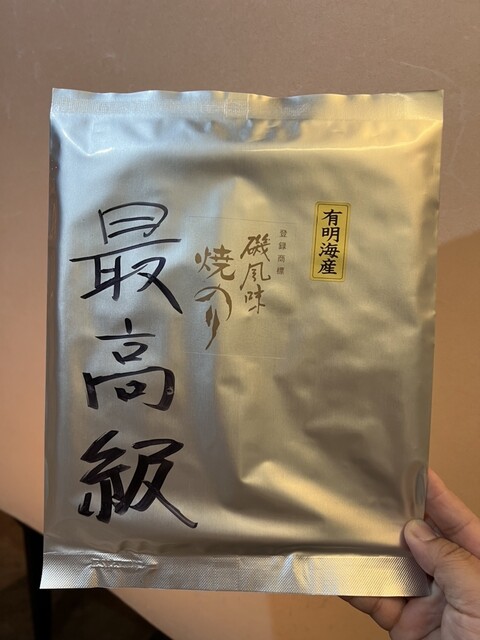 有明海産
登録商標
磯風味
焼のり
最高級